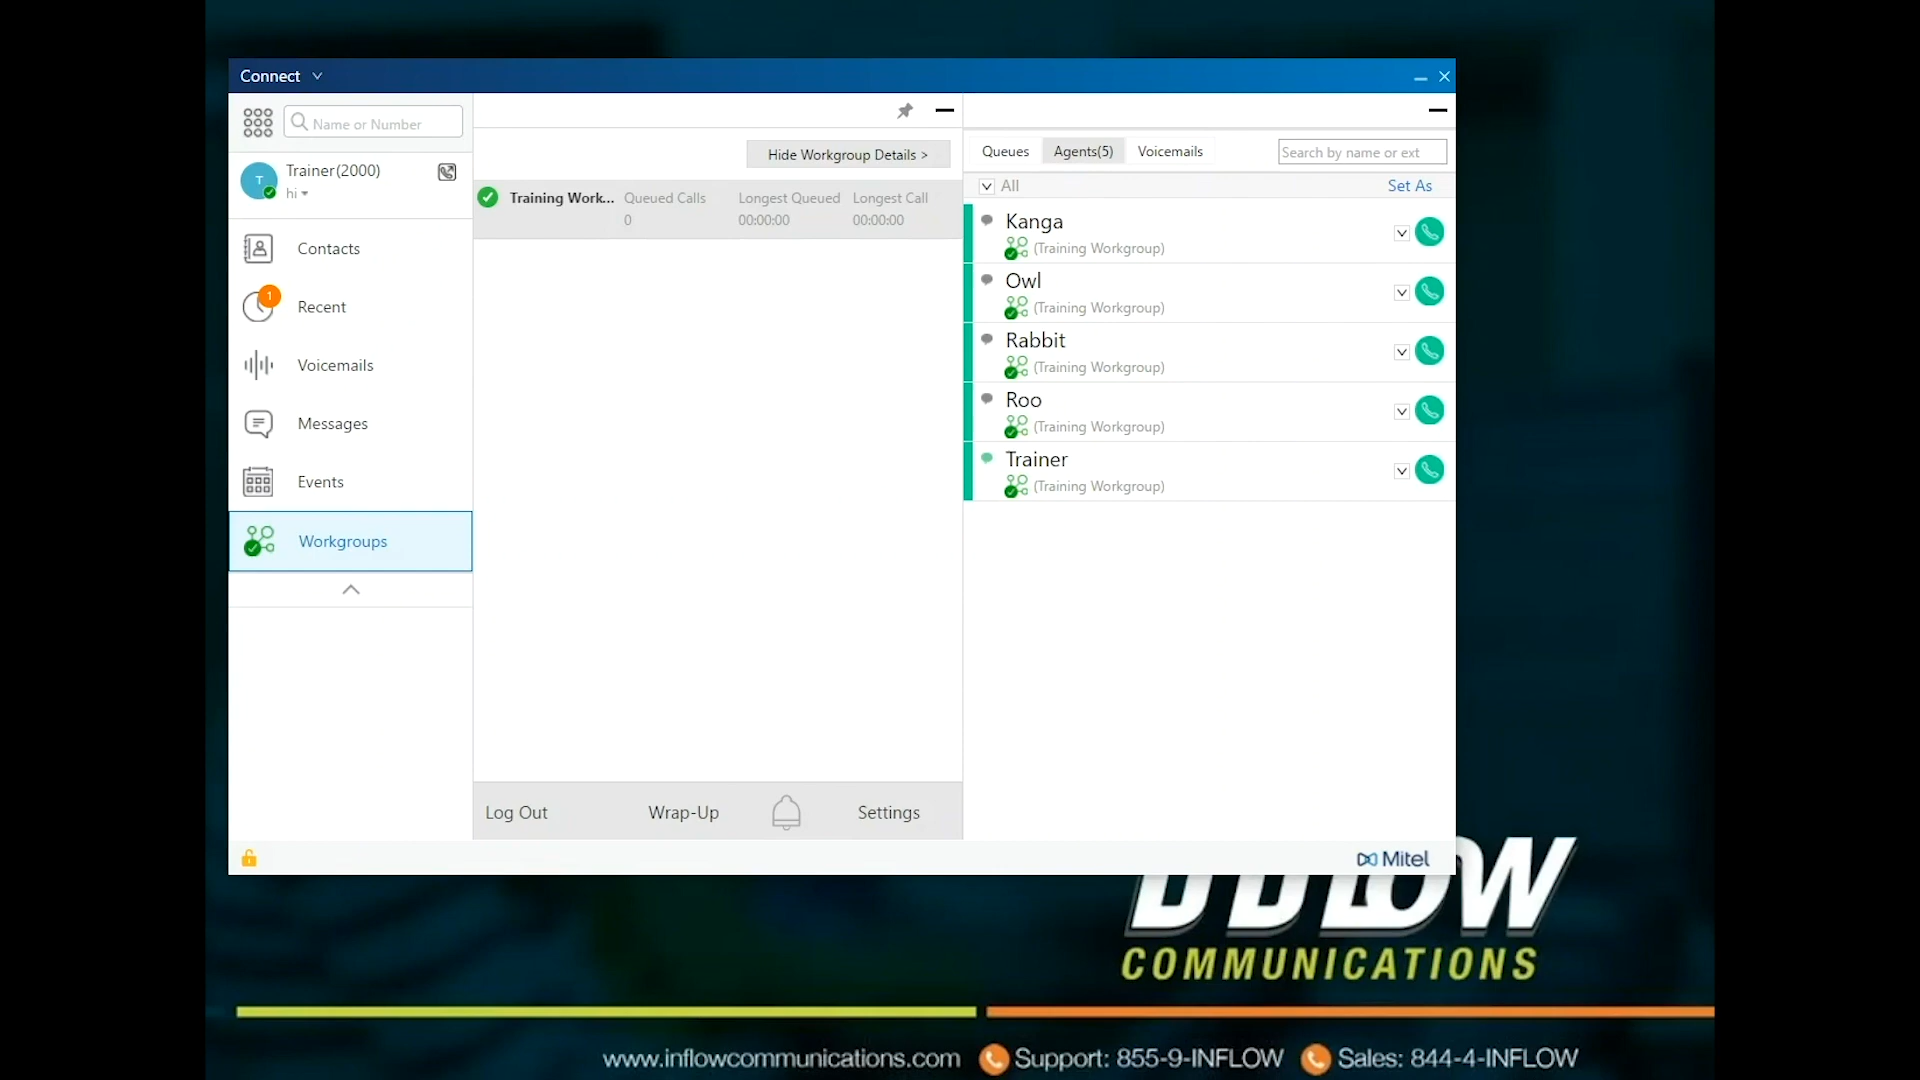 Connect
Name or Number
T
Trainer(2000)
hi
Contacts
1
Recent
Voicemails
Messages
Events
Workgroups
Hide Workgroup Details >
Training Work... Queued Calls Longest Queued Longest Call
0 00:00:00 00:00:00
Log Out Wrap-Up Settings
Queues Agents(5) Voicemails Search by name or ext
All Set As
Kanga
(Training Workgroup)
Owl
(Training Workgroup)
Rabbit
(Training Workgroup)
Roo
(Training Workgroup)
Trainer
(Training Workgroup)
Mitel
COMMUNICATIONS
www.inflowcommunications.com Support: 855-9-INFLOW Sales: 844-4-INFLOW